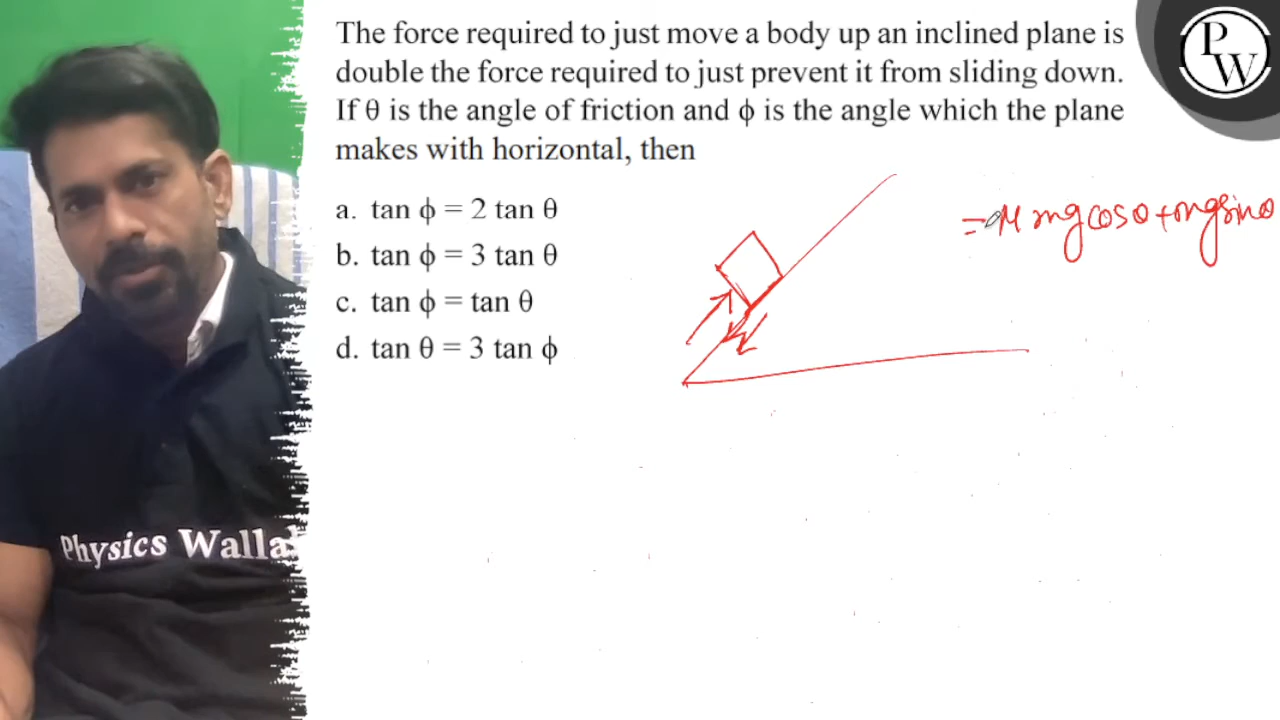 The force required to just move a body up an inclined plane is
double the force required to just prevent it from sliding down.
If θ is the angle of friction and ϕ is the angle which the plane
makes with horizontal, then
a. tan ϕ = 2 tan θ
b. tan ϕ = 3 tan θ
c. tan ϕ = tan θ
d. tan θ = 3 tan ϕ
= μ mg cos θ + mg sin θ
PW
Physics Walla